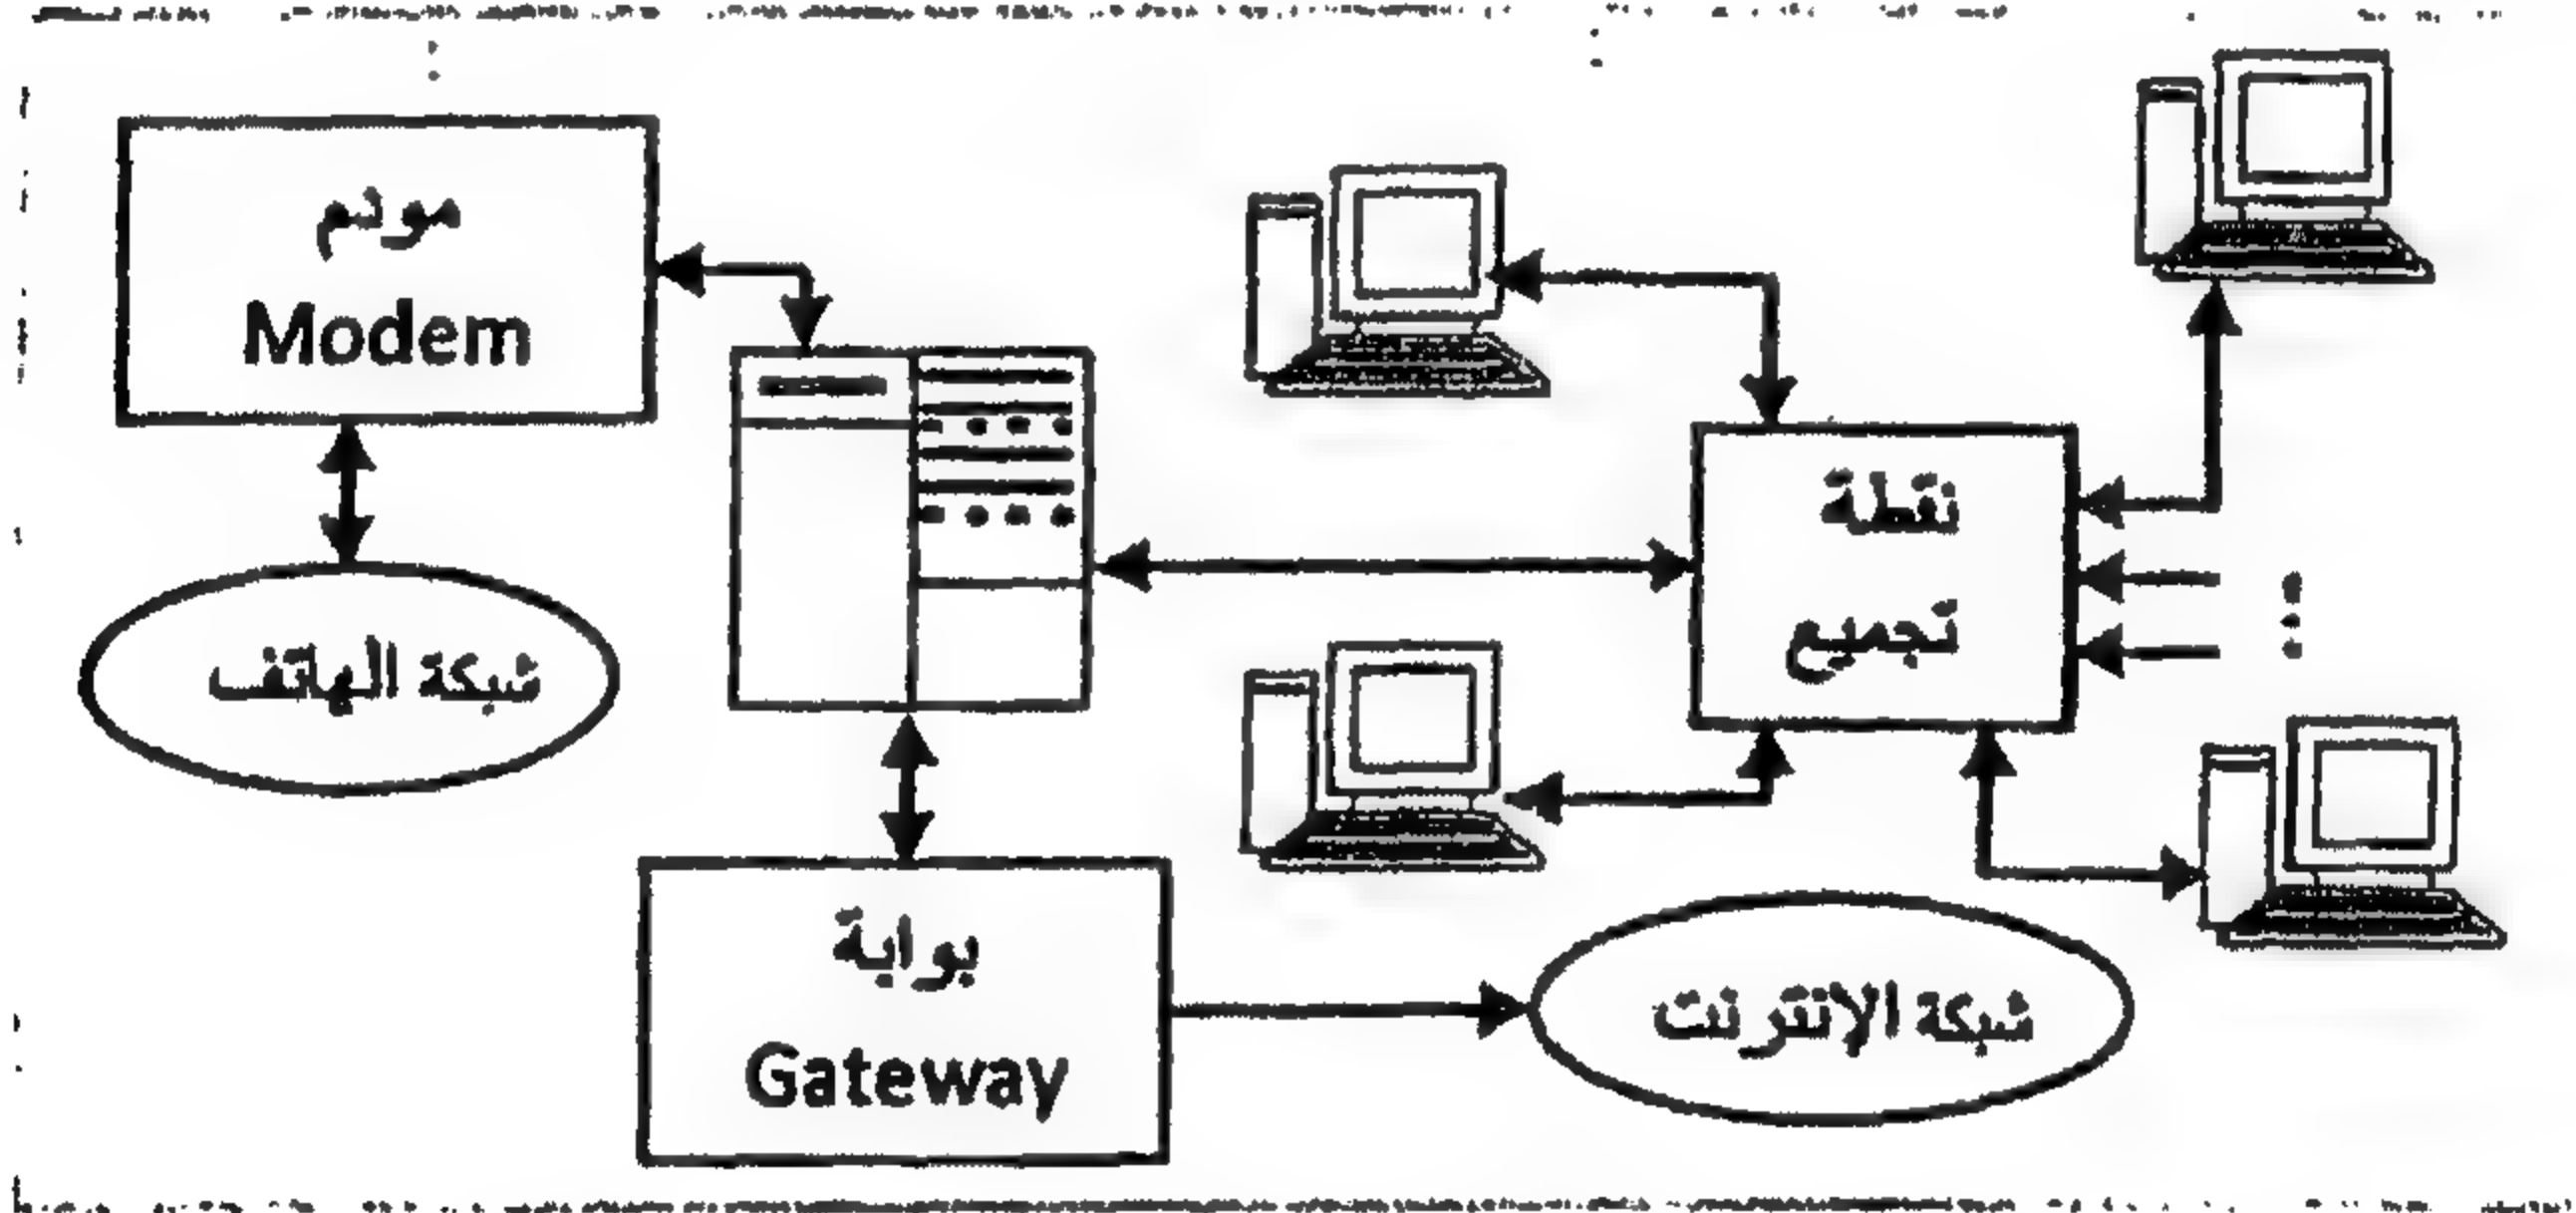 مودم
Modem
نقطة
تجميع
شبكة الهاتف
بوابة
Gateway
شبكة الإنترنت